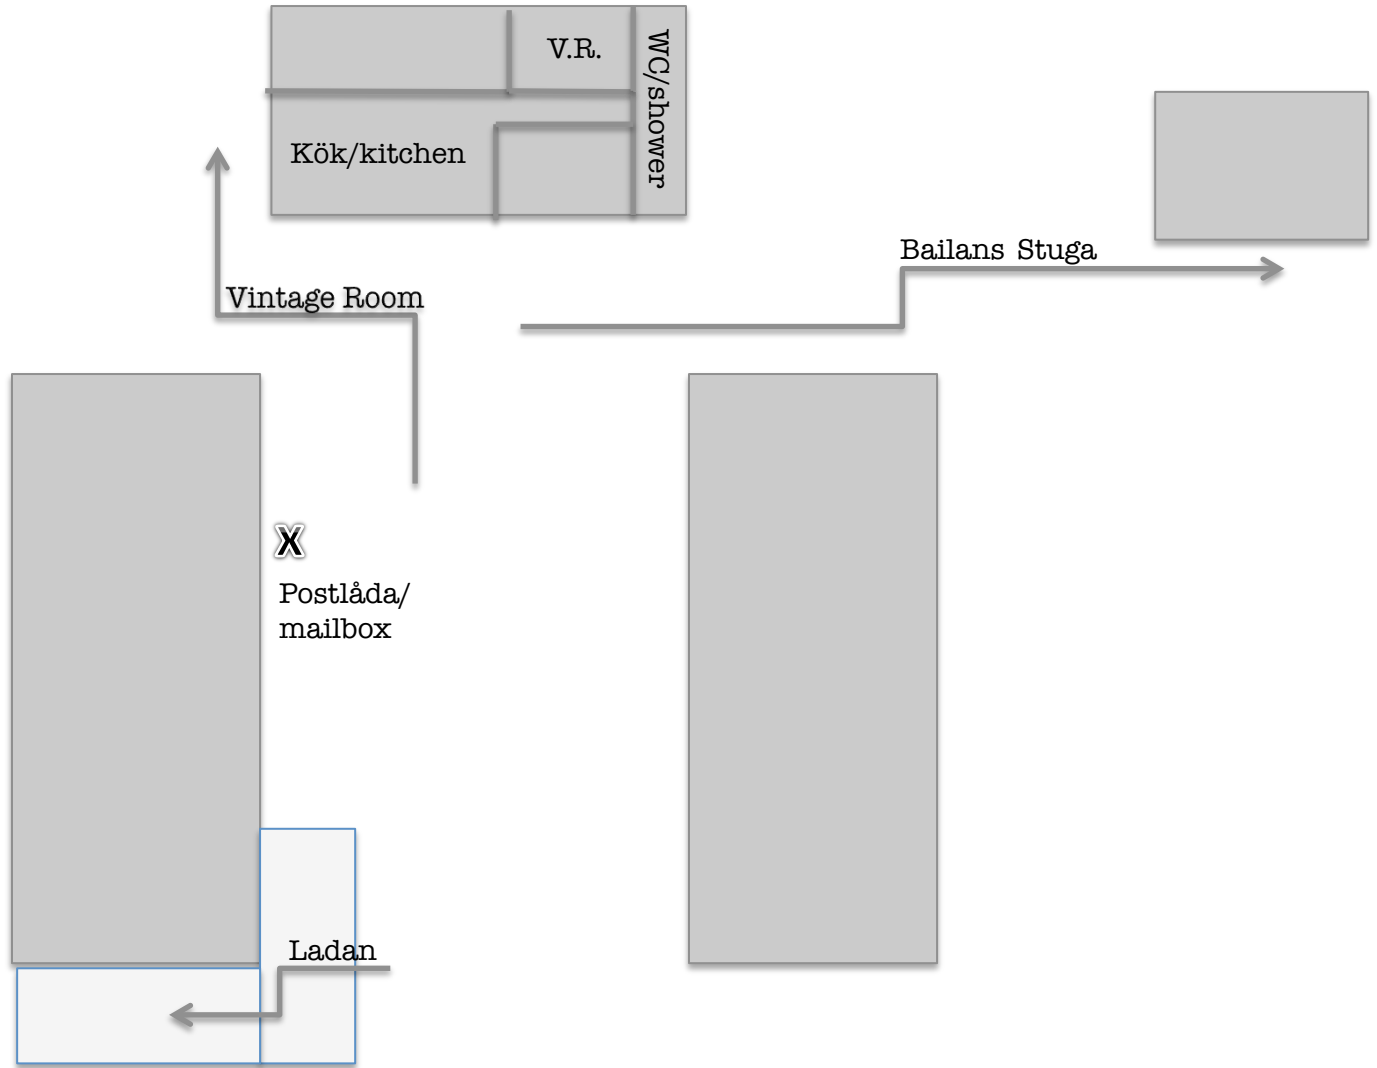 V.R.
WC/shower
Kök/kitchen
Bailans Stuga
Vintage Room
X
Postlåda/
mailbox
Ladan